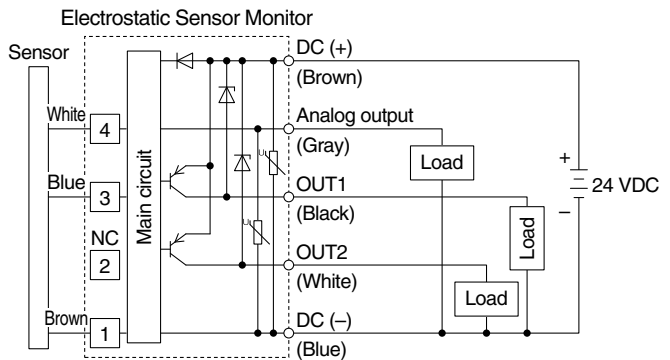 Electrostatic Sensor Monitor
Sensor
DC (+)
(Brown)
White
4
Analog output
(Gray)
Load
U
Main circuit
Blue
3
OUT1
(Black)
+
24 VDC
−
Load
U
NC
2
OUT2
(White)
Load
Brown
1
DC (−)
(Blue)